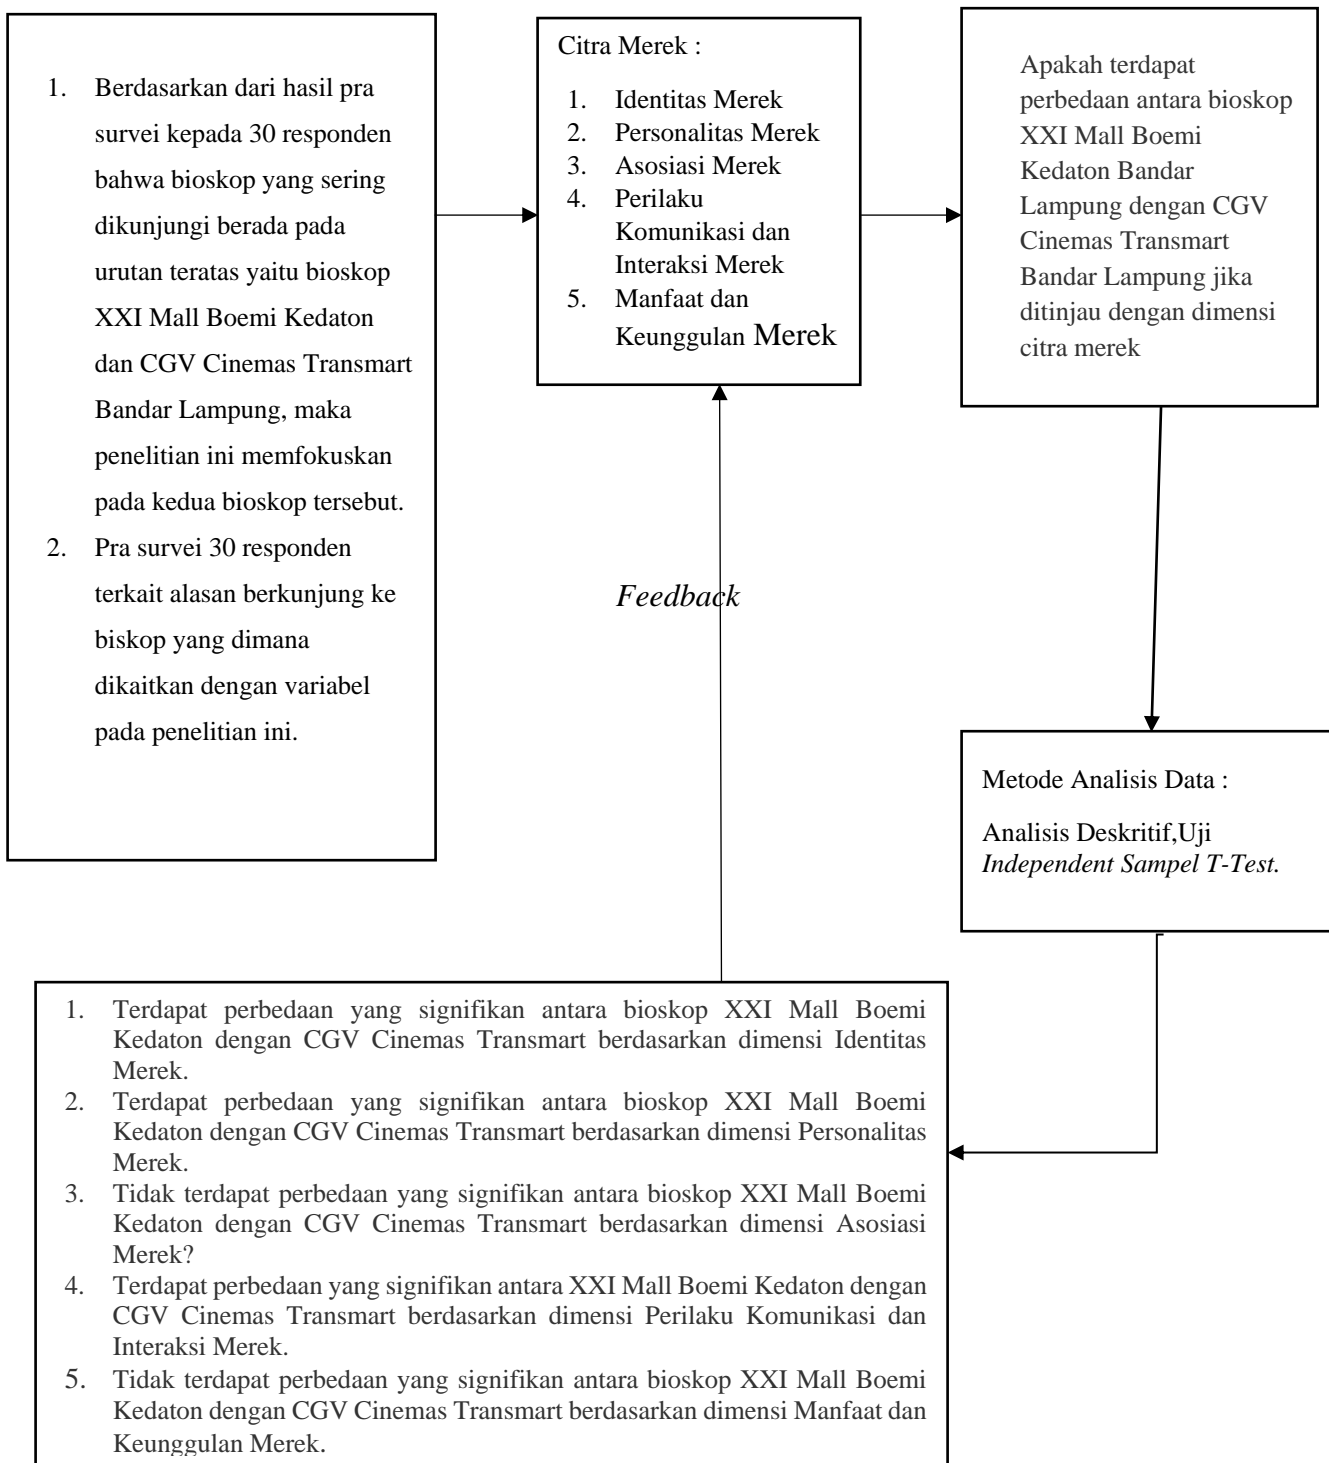 1. Berdasarkan dari hasil pra
survei kepada 30 responden
bahwa bioskop yang sering
dikunjungi berada pada
urutan teratas yaitu bioskop
XXI Mall Boemi Kedaton
dan CGV Cinemas Transmart
Bandar Lampung, maka
penelitian ini memfokuskan
pada kedua bioskop tersebut.
2. Pra survei 30 responden
terkait alasan berkunjung ke
biskop yang dimana
dikaitkan dengan variabel
pada penelitian ini.
Citra Merek :
1. Identitas Merek
2. Personalitas Merek
3. Asosiasi Merek
4. Perilaku
Komunikasi dan
Interaksi Merek
5. Manfaat dan
Keunggulan Merek
Apakah terdapat
perbedaan antara bioskop
XXI Mall Boemi
Kedaton Bandar
Lampung dengan CGV
Cinemas Transmart
Bandar Lampung jika
ditinjau dengan dimensi
citra merek
Feedback
Metode Analisis Data :
Analisis Deskritif,Uji
Independent Sampel T-Test.
1. Terdapat perbedaan yang signifikan antara bioskop XXI Mall Boemi
Kedaton dengan CGV Cinemas Transmart berdasarkan dimensi Identitas
Merek.
2. Terdapat perbedaan yang signifikan antara bioskop XXI Mall Boemi
Kedaton dengan CGV Cinemas Transmart berdasarkan dimensi Personalitas
Merek.
3. Tidak terdapat perbedaan yang signifikan antara bioskop XXI Mall Boemi
Kedaton dengan CGV Cinemas Transmart berdasarkan dimensi Asosiasi
Merek?
4. Terdapat perbedaan yang signifikan antara XXI Mall Boemi Kedaton dengan
CGV Cinemas Transmart berdasarkan dimensi Perilaku Komunikasi dan
Interaksi Merek.
5. Tidak terdapat perbedaan yang signifikan antara bioskop XXI Mall Boemi
Kedaton dengan CGV Cinemas Transmart berdasarkan dimensi Manfaat dan
Keunggulan Merek.